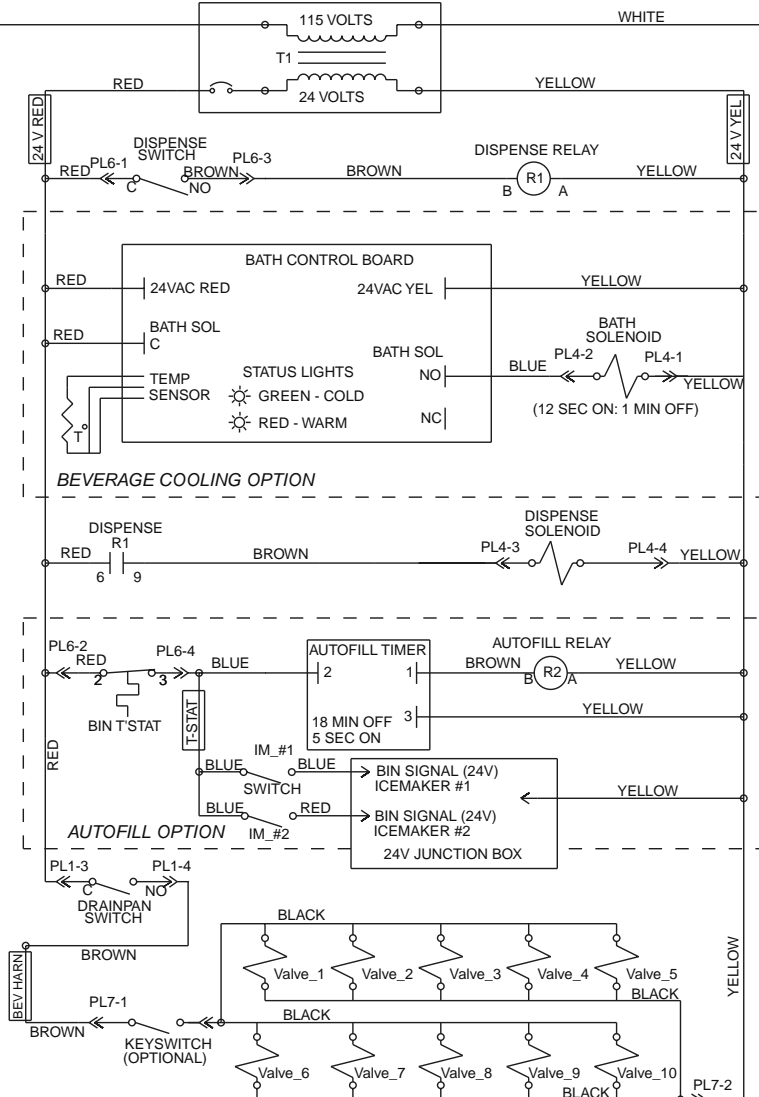 115 VOLTS
WHITE
T1
RED
24 VOLTS
YELLOW
24 V RED
24 V YEL
DISPENSE
SWITCH
RED
PL6-1
C
NO
BROWN
PL6-3
BROWN
DISPENSE RELAY
R1
B
A
YELLOW
BATH CONTROL BOARD
RED
24VAC RED
24VAC YEL
YELLOW
RED
BATH SOL
C
BATH SOL
NO
BLUE
PL4-2
BATH
SOLENOID
PL4-1
YELLOW
TEMP
SENSOR
STATUS LIGHTS
GREEN - COLD
RED - WARM
T°
NC
(12 SEC ON: 1 MIN OFF)
BEVERAGE COOLING OPTION
DISPENSE
R1
RED
6
9
BROWN
DISPENSE
SOLENOID
PL4-3
PL4-4
YELLOW
PL6-2
RED
2
3
PL6-4
BLUE
BIN T'STAT
T-STAT
AUTOFILL TIMER
2
1
3
18 MIN OFF
5 SEC ON
AUTOFILL RELAY
BROWN
B
R2
A
YELLOW
YELLOW
RED
IM_#1
BLUE
BLUE
SWITCH
BIN SIGNAL (24V)
ICEMAKER #1
YELLOW
BLUE
RED
IM_#2
BIN SIGNAL (24V)
ICEMAKER #2
24V JUNCTION BOX
AUTOFILL OPTION
PL1-3
PL1-4
C
NO
DRAINPAN
SWITCH
BROWN
BEV HARN
BLACK
Valve_1
Valve_2
Valve_3
Valve_4
Valve_5
BLACK
YELLOW
PL7-1
BROWN
KEYSWITCH
(OPTIONAL)
BLACK
Valve_6
Valve_7
Valve_8
Valve_9
Valve_10
BLACK
PL7-2